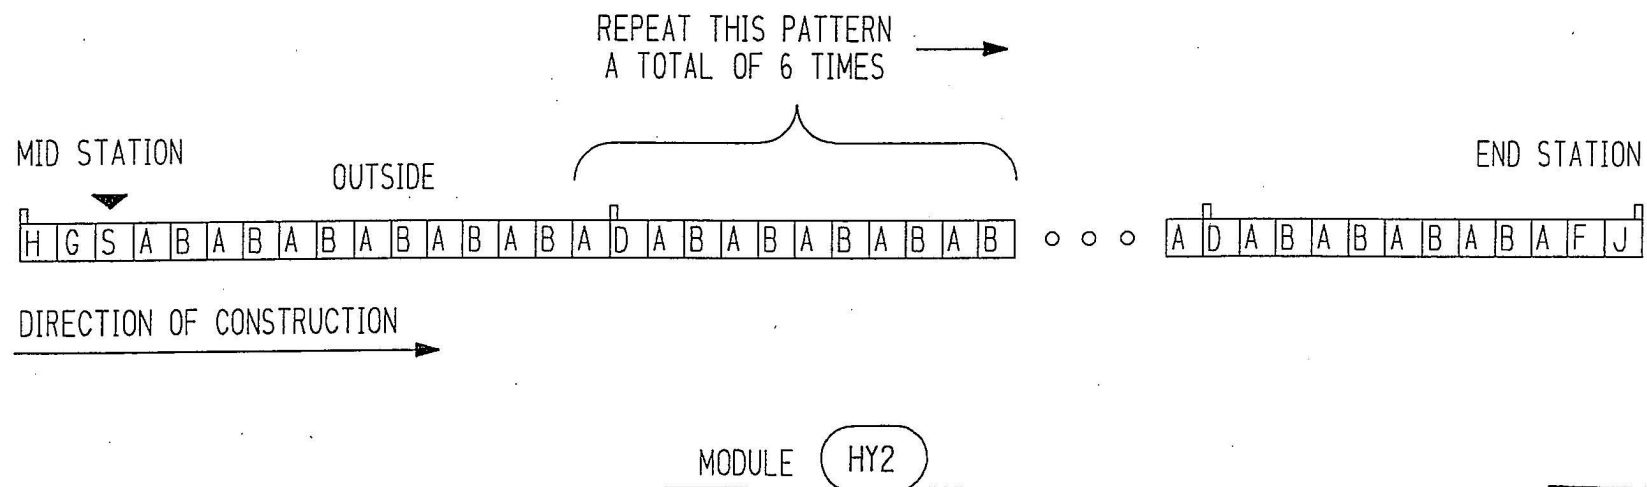 REPEAT THIS PATTERN
A TOTAL OF 6 TIMES
MID STATION
OUTSIDE
END STATION
H G S A B A B A B A B A B A B A D A B A B A B A B A B ○ ○ ○ A D A B A B A B A B A F J
DIRECTION OF CONSTRUCTION
MODULE HY2